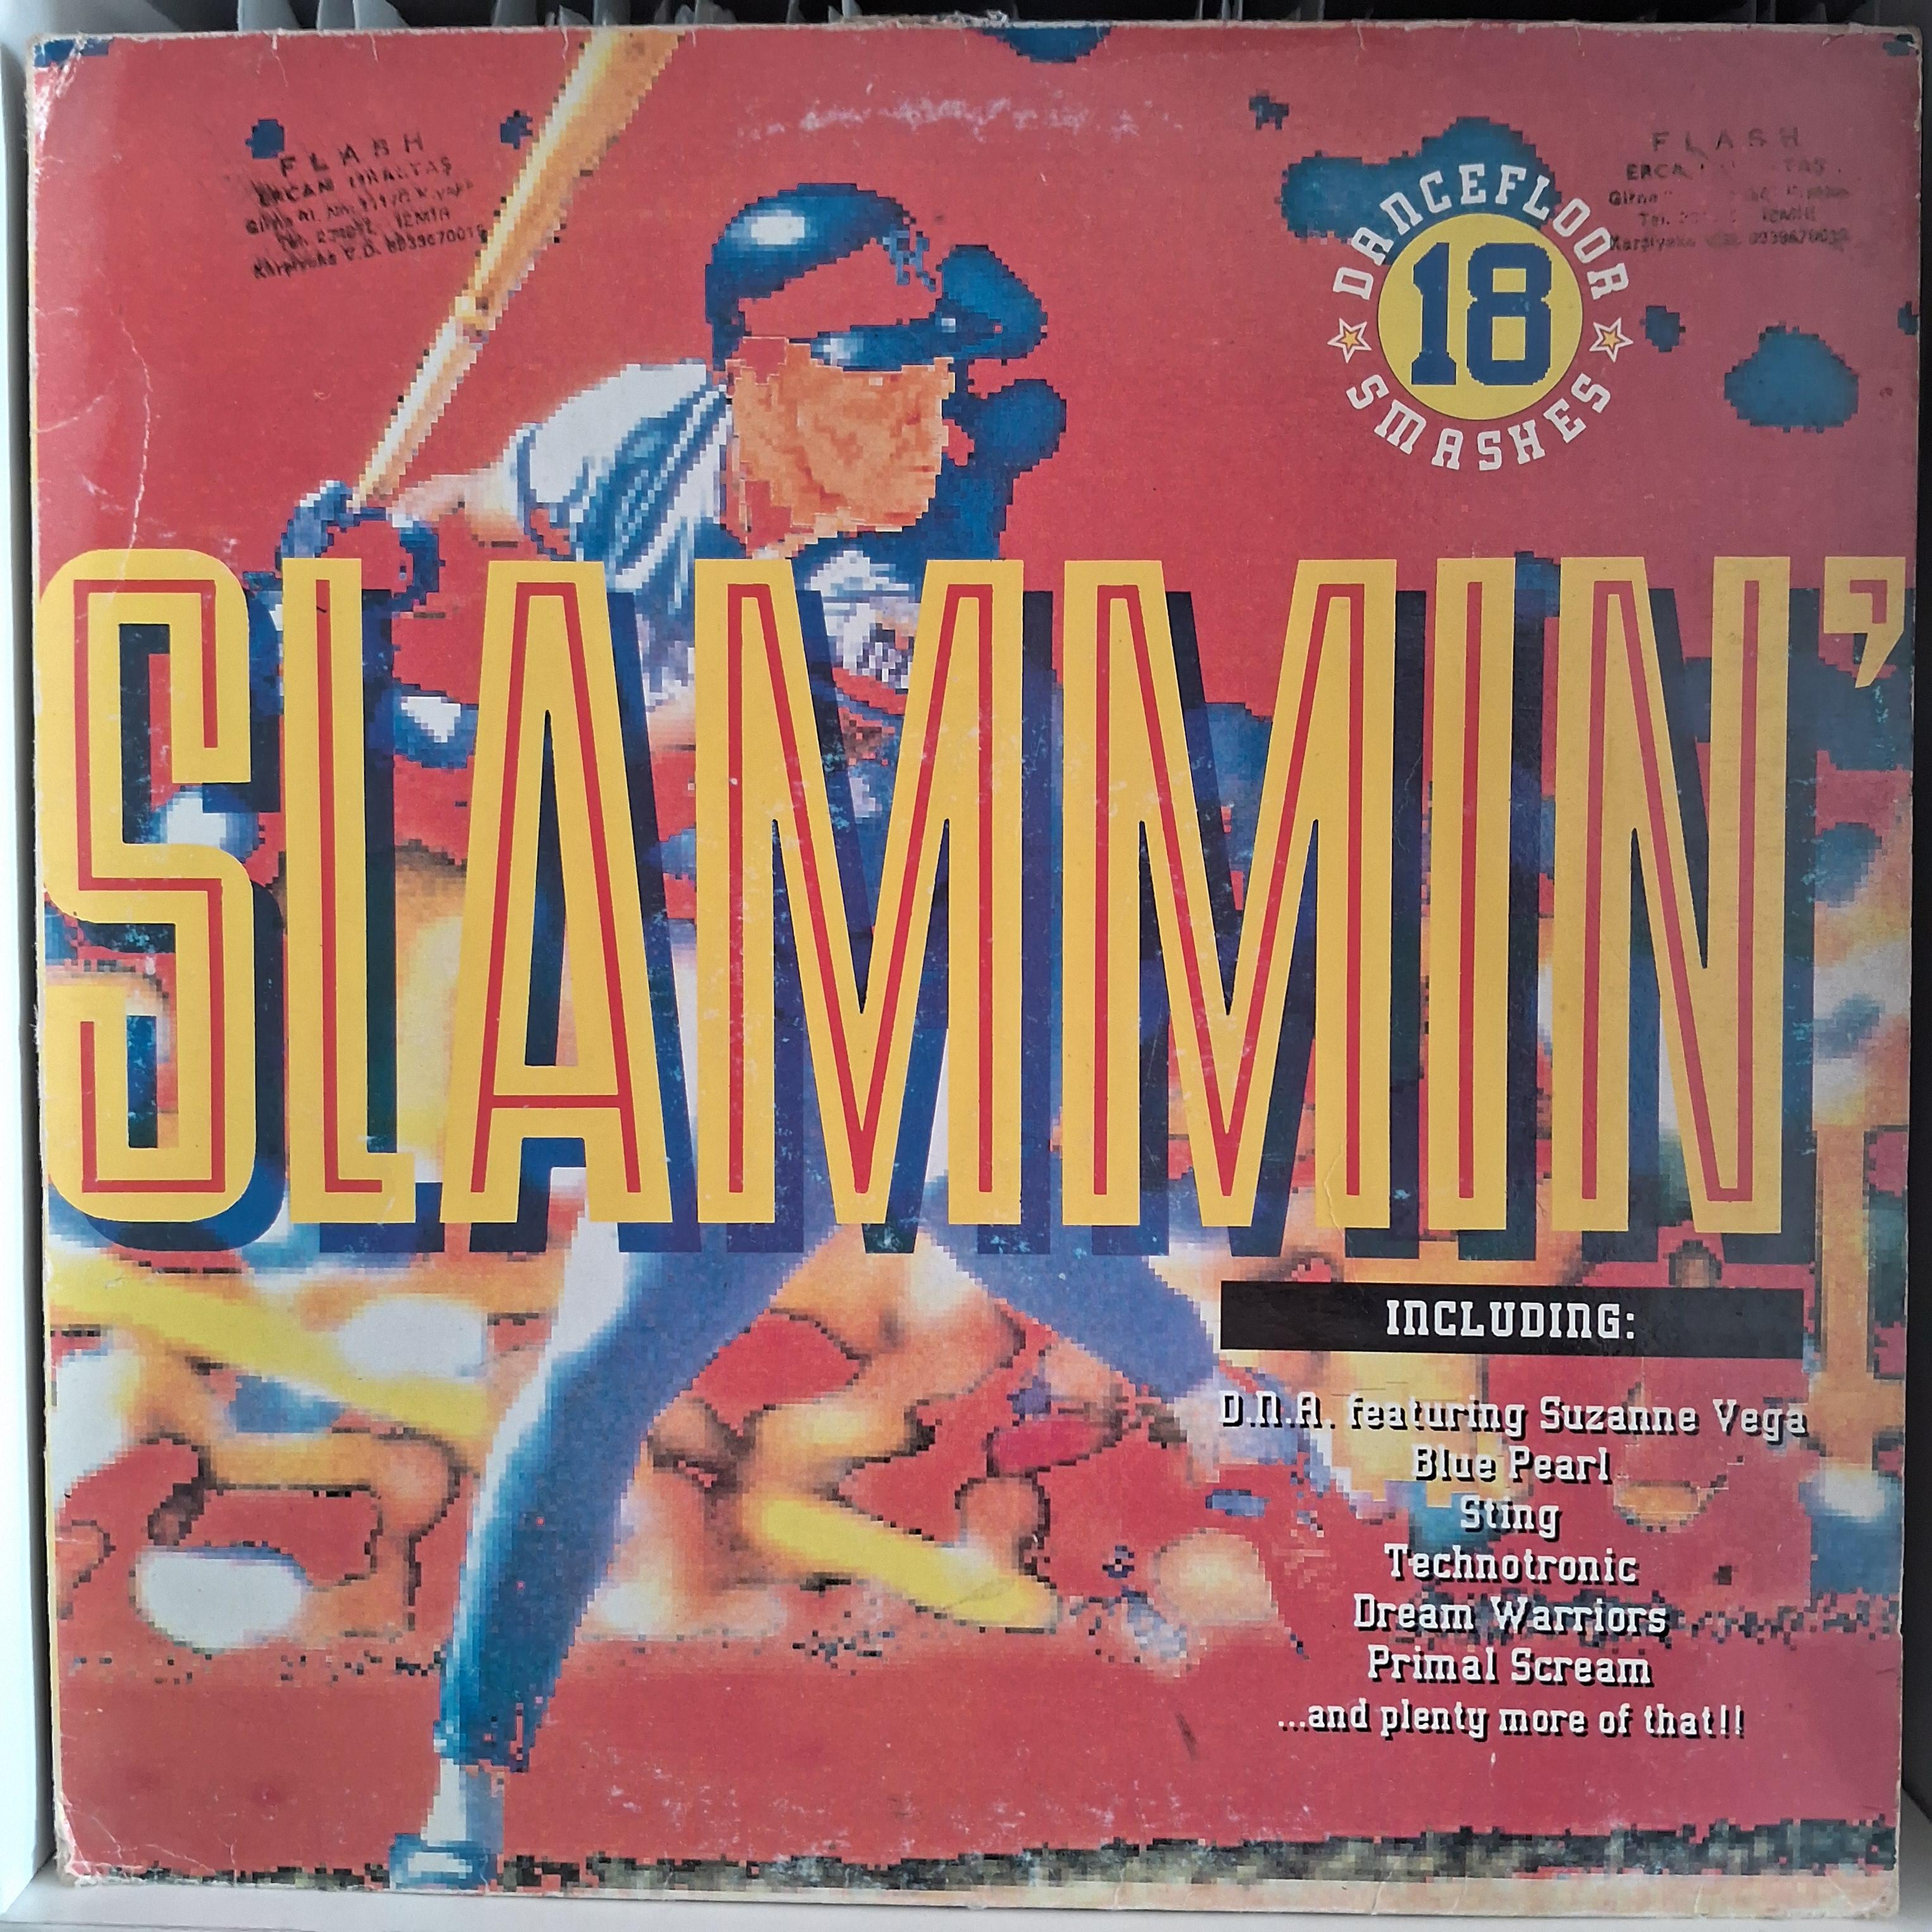 FLASH
ERCAN
İZMİR
Karşıyaka V.D.
FLASH
DANCEFLOOR
18
SMASHES
SLAMMIN'
INCLUDING:
D.N.A. featuring Suzanne Vega
Blue Pearl
Sting
Technotronic
Dream Warriors
Primal Scream
...and plenty more of that!!